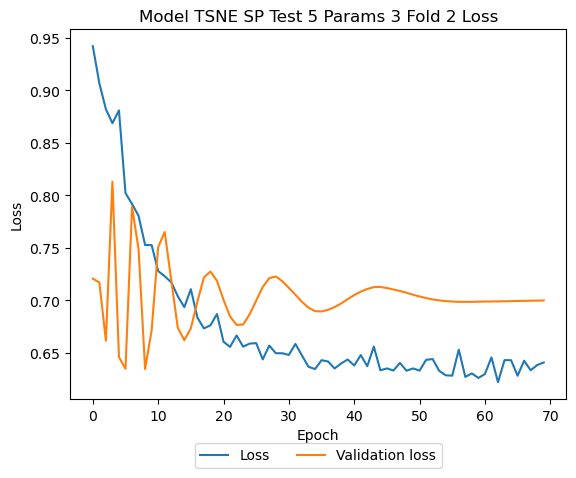 Model TSNE SP Test 5 Params 3 Fold 2 Loss
0.95
0.90
0.85
0.80
0.75
0.70
0.65
Loss
0 10 20 30 40 50 60 70
Epoch
Loss Validation loss